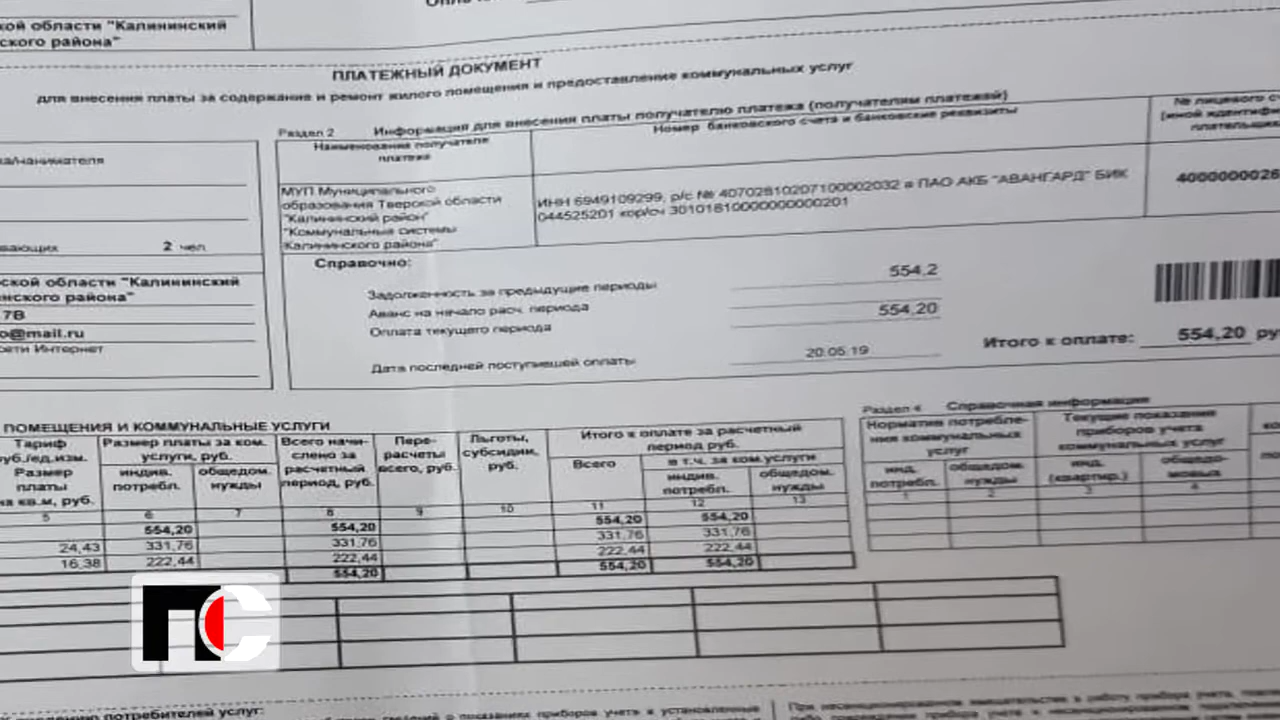 кой области "Калининский
ского района"
ПЛАТЕЖНЫЙ ДОКУМЕНТ
для внесения платы за содержание и ремонт жилого помещения и предоставление коммунальных услуг
Раздел 2 Информация для внесения платы получателю платежа (получателям платежей)
Наименование получателя платежа
Номер банковского счета и банковские реквизиты
№ лицевого с
(иной идентифи
плательщик
а/нанимателя
МУП Муниципального
образования Тверской области
"Калининский район"
"Коммунальные системы
Калининского района"
ИНН 6949109299, р/с № 40702810207100002032 в ПАО АКБ "АВАНГАРД" БИК
044525201 кор/сч 30101810000000000201
4000000026
вающих 2 чел.
Справочно:
ской области "Калининский
нского района"
7В
o@mail.ru
сети Интернет
554,2
Задолженность за предыдущие периоды
Аванс на начало расч. периода 554,20
Оплата текущего периода
Дата последней поступившей оплаты 20.05.19
Итого к оплате: 554,20 ру
ПОМЕЩЕНИЯ И КОММУНАЛЬНЫЕ УСЛУГИ
Тариф
уб./ед.изм.
Размер
платы
на кв.м, руб.
Размер платы за ком.
услуги, руб.
индив.
потребл.
общедом.
нужды
Всего начи-
слено за
расчетный
период, руб.
Пере-
расчеты
всего, руб.
Льготы,
субсидии,
руб.
Итого к оплате за расчетный
период руб.
Всего
в т.ч. за ком.услуги
индив.
потребл.
общедом.
нужды
5 6 7 8 9 10 11 12 13
554,20 554,20 554,20 554,20
24,43 331,76 331,76 331,76 331,76
16,38 222,44 222,44 222,44 222,44
554,20 554,20 554,20
Раздел 4 Справочная информация
Норматив потребле-
ния коммунальных
услуг
инд.
потребл.
общедом.
нужды
Текущие показания
приборов учета
коммунальных услуг
инд.
(квартир.)
общедо-
мовых
1 2 3 4
ПС
потребителей услуг: